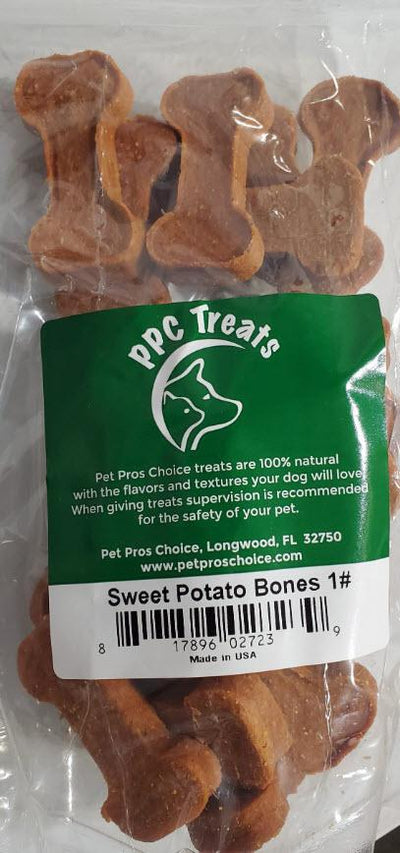 PPC Treats
Pet Pros Choice treats are 100% natural
with the flavors and textures your dog will love
When giving treats supervision is recommended
for the safety of your pet.
Pet Pros Choice, Longwood, FL 32750
www.petproschoice.com
Sweet Potato Bones 1#
8 17896 02723 9
Made in USA